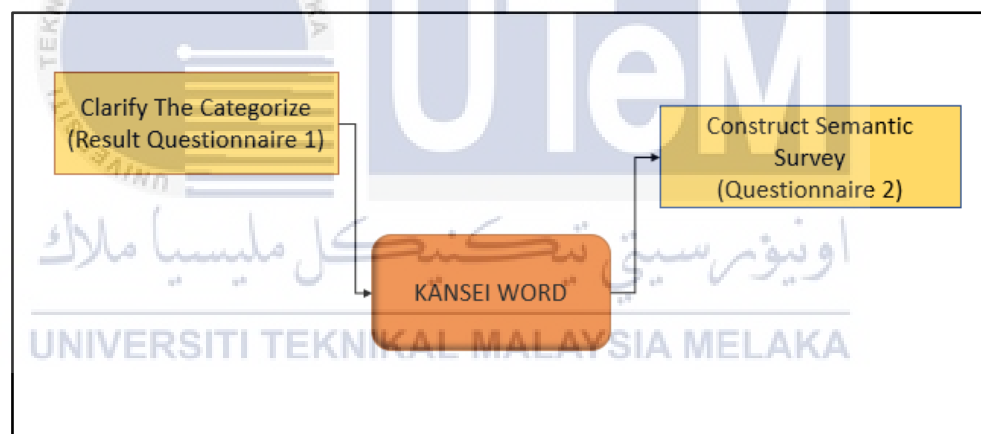 UTeM
Clarify The Categorize
(Result Questionnaire 1)
Construct Semantic
Survey
(Questionnaire 2)
اونيۏرسيتي تيكنيكل مليسيا ملاك
KANSEI WORD
UNIVERSITI TEKNIKAL MALAYSIA MELAKA